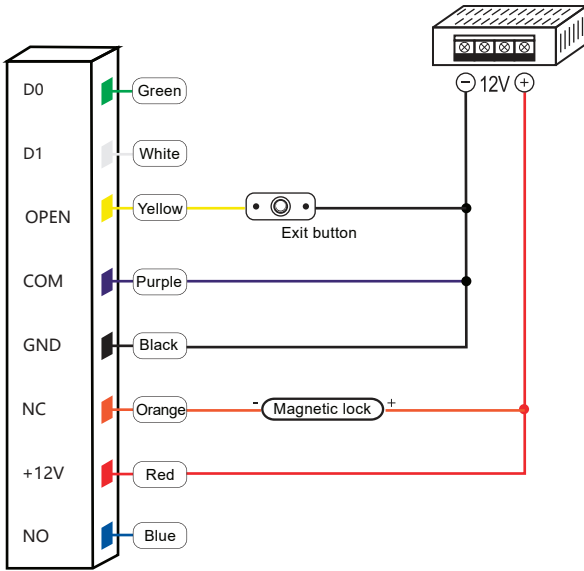 − 12V +
D0 Green
D1 White
OPEN Yellow
Exit button
COM Purple
GND Black
NC Orange - Magnetic lock +
+12V Red
NO Blue